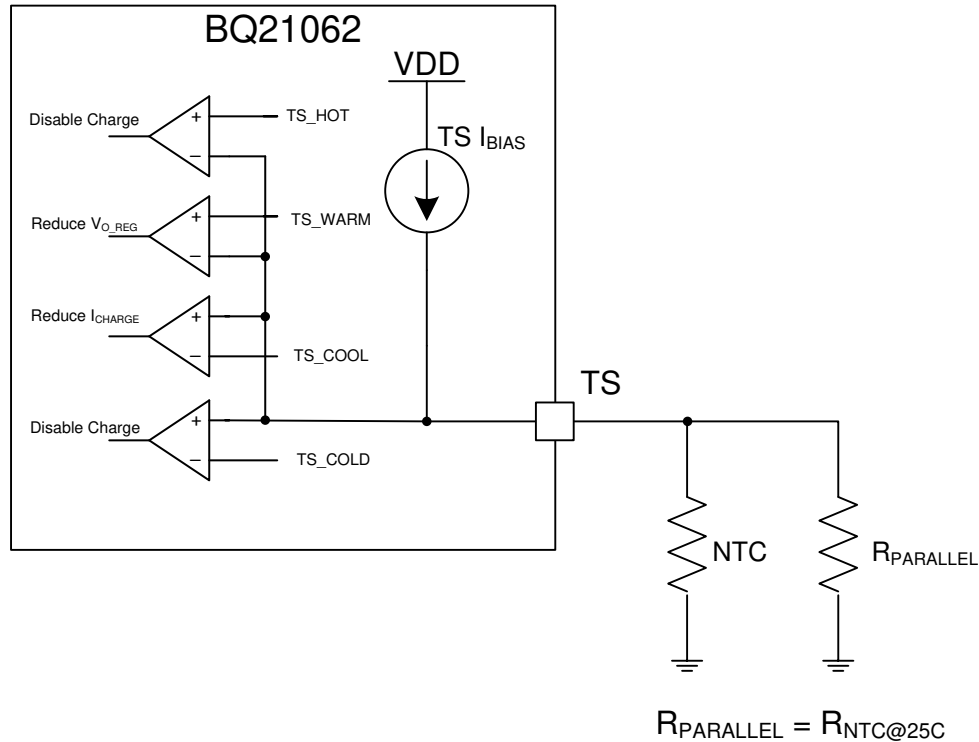 BQ21062
VDD
TS I_BIAS
Disable Charge
+
−
TS_HOT
Reduce V_O_REG
+
−
TS_WARM
Reduce I_CHARGE
+
−
TS_COOL
Disable Charge
+
−
TS_COLD
TS
NTC
R_PARALLEL
R_PARALLEL = R_NTC@25C